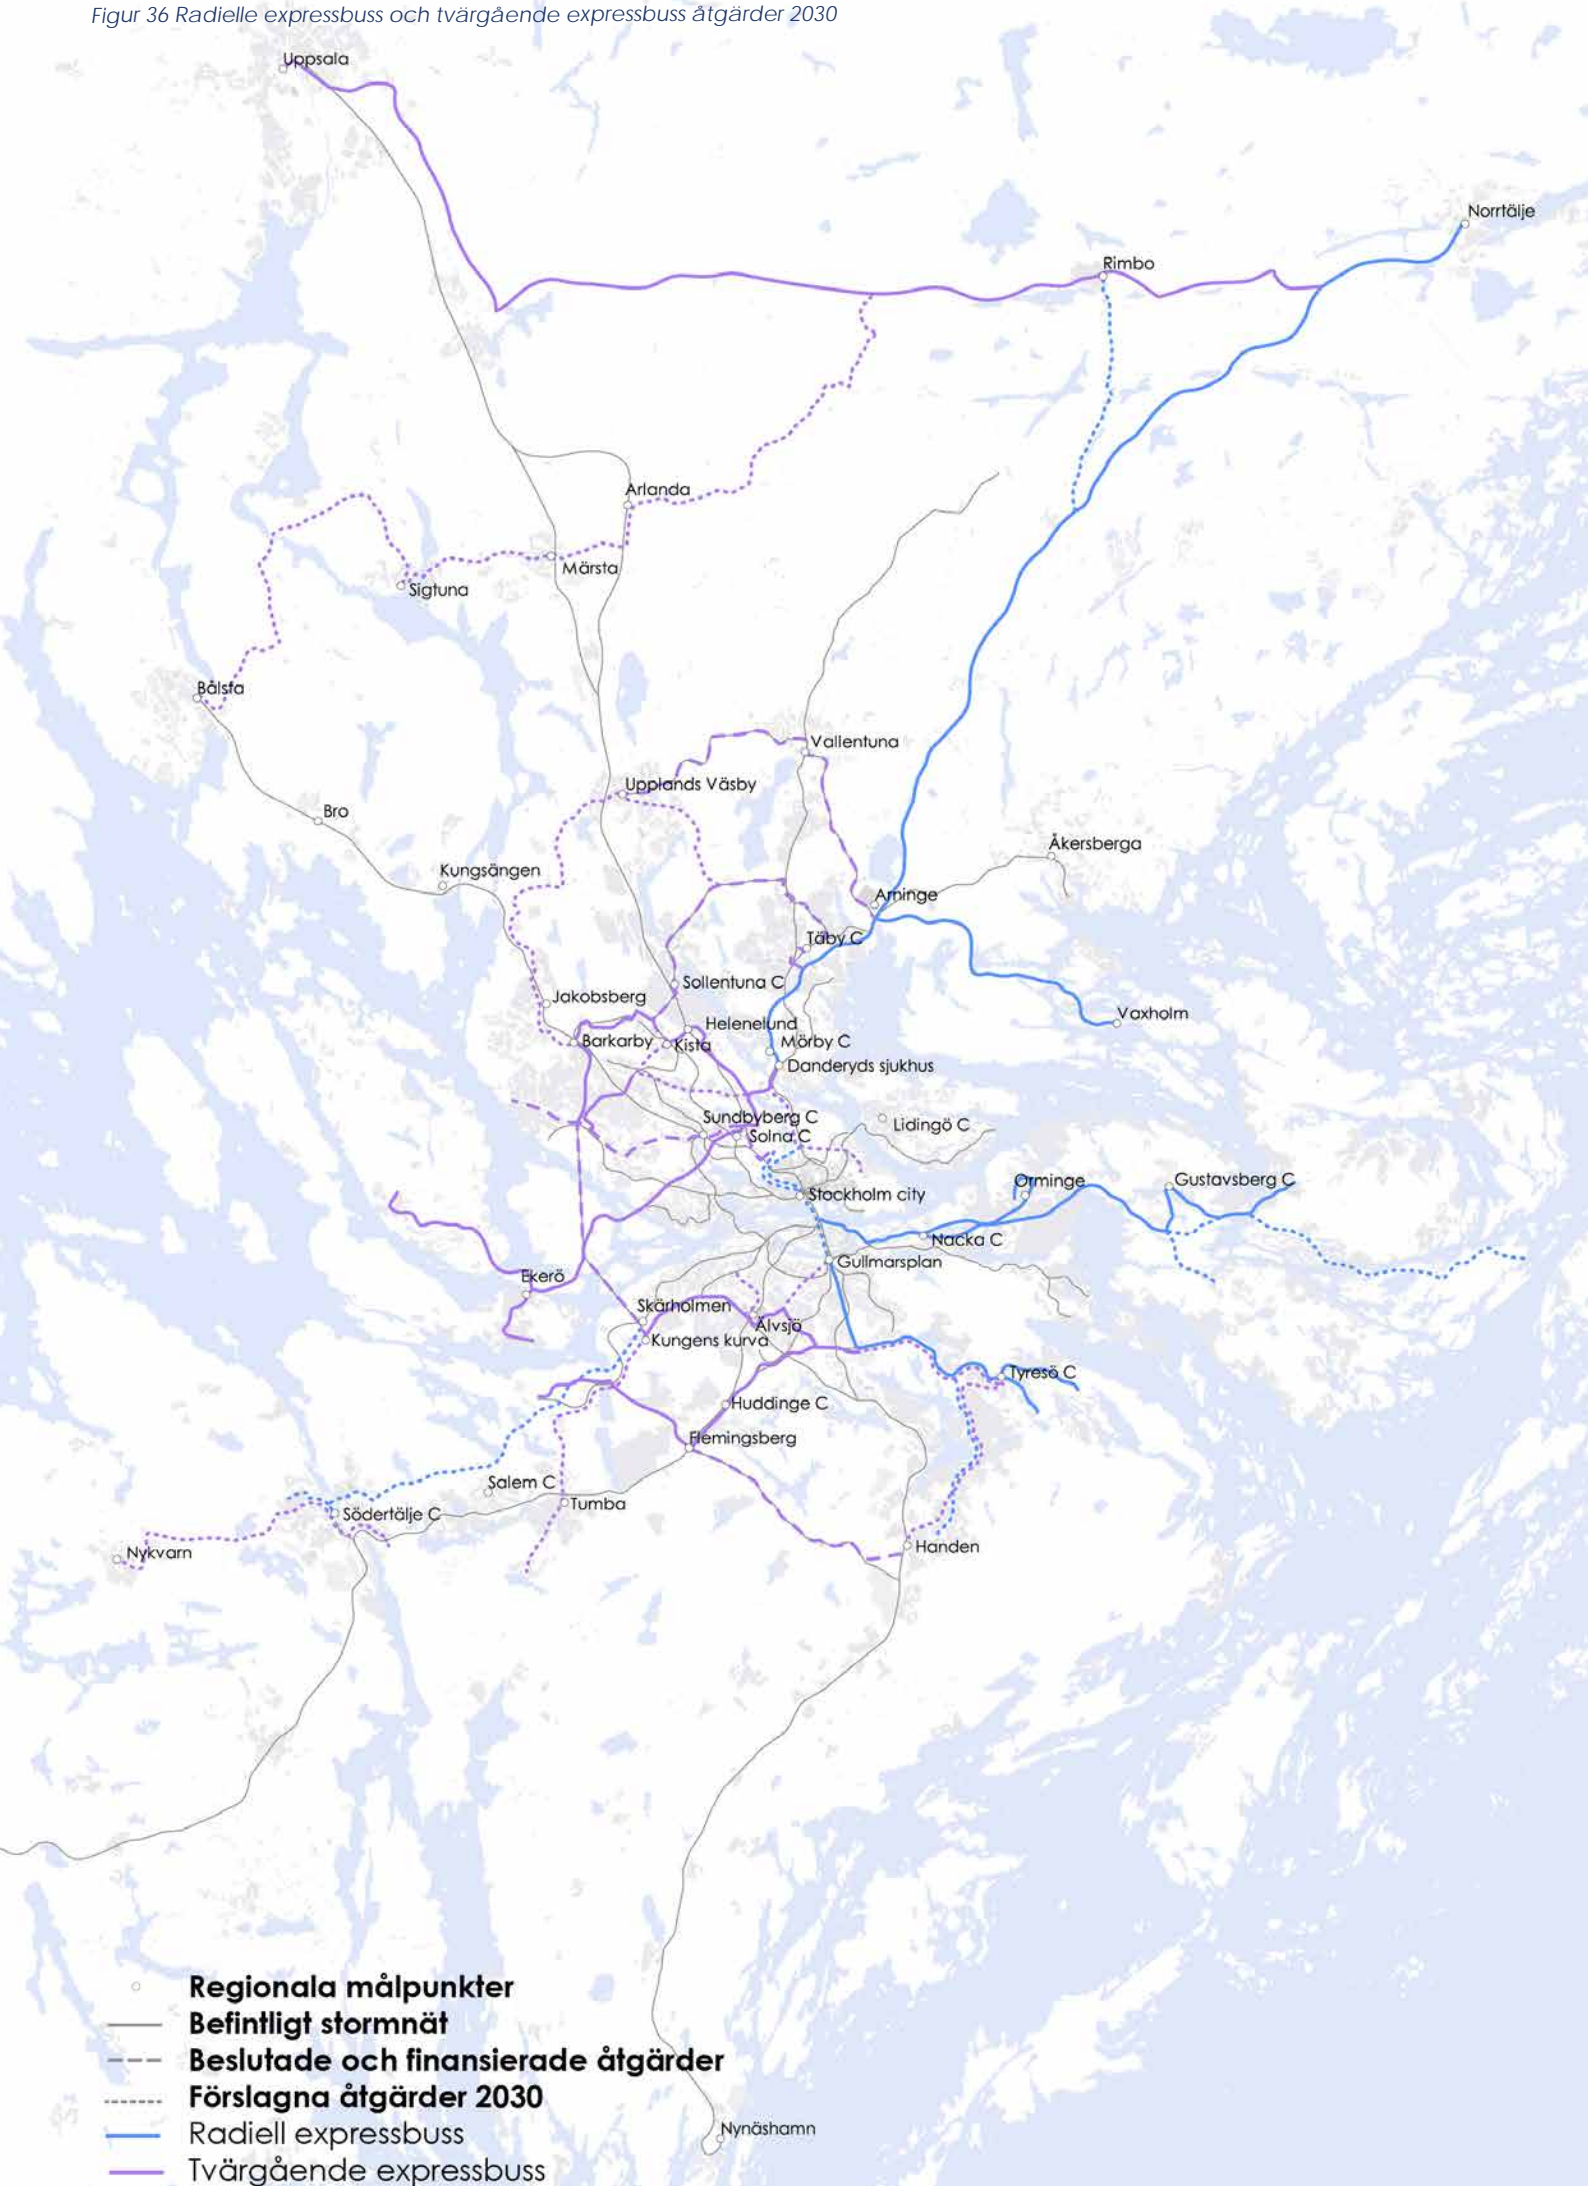 Figur 36 Radielle expressbuss och tvärgående expressbuss åtgärder 2030
Uppsala
Norrtälje
Rimbo
Arlanda
Märsta
Sigtuna
Bålsta
Vallentuna
Upplands Väsby
Bro
Åkersberga
Kungsängen
Arninge
Täby C
Sollentuna C
Jakobsberg
Vaxholm
Helenelund
Barkarby
Kista
Mörby C
Danderyds sjukhus
Sundbyberg C
Lidingö C
Solna C
Orminge
Gustavsberg C
Stockholm city
Nacka C
Gullmarsplan
Ekerö
Skärholmen
Älvsjö
Kungens kurva
Tyresö C
Huddinge C
Flemingsberg
Salem C
Tumba
Södertälje C
Handen
Nykvarn
Regionala målpunkter
Befintligt stormnät
Beslutade och finansierade åtgärder
Förslagna åtgärder 2030
Radiell expressbuss
Nynäshamn
Tvärgående expressbuss